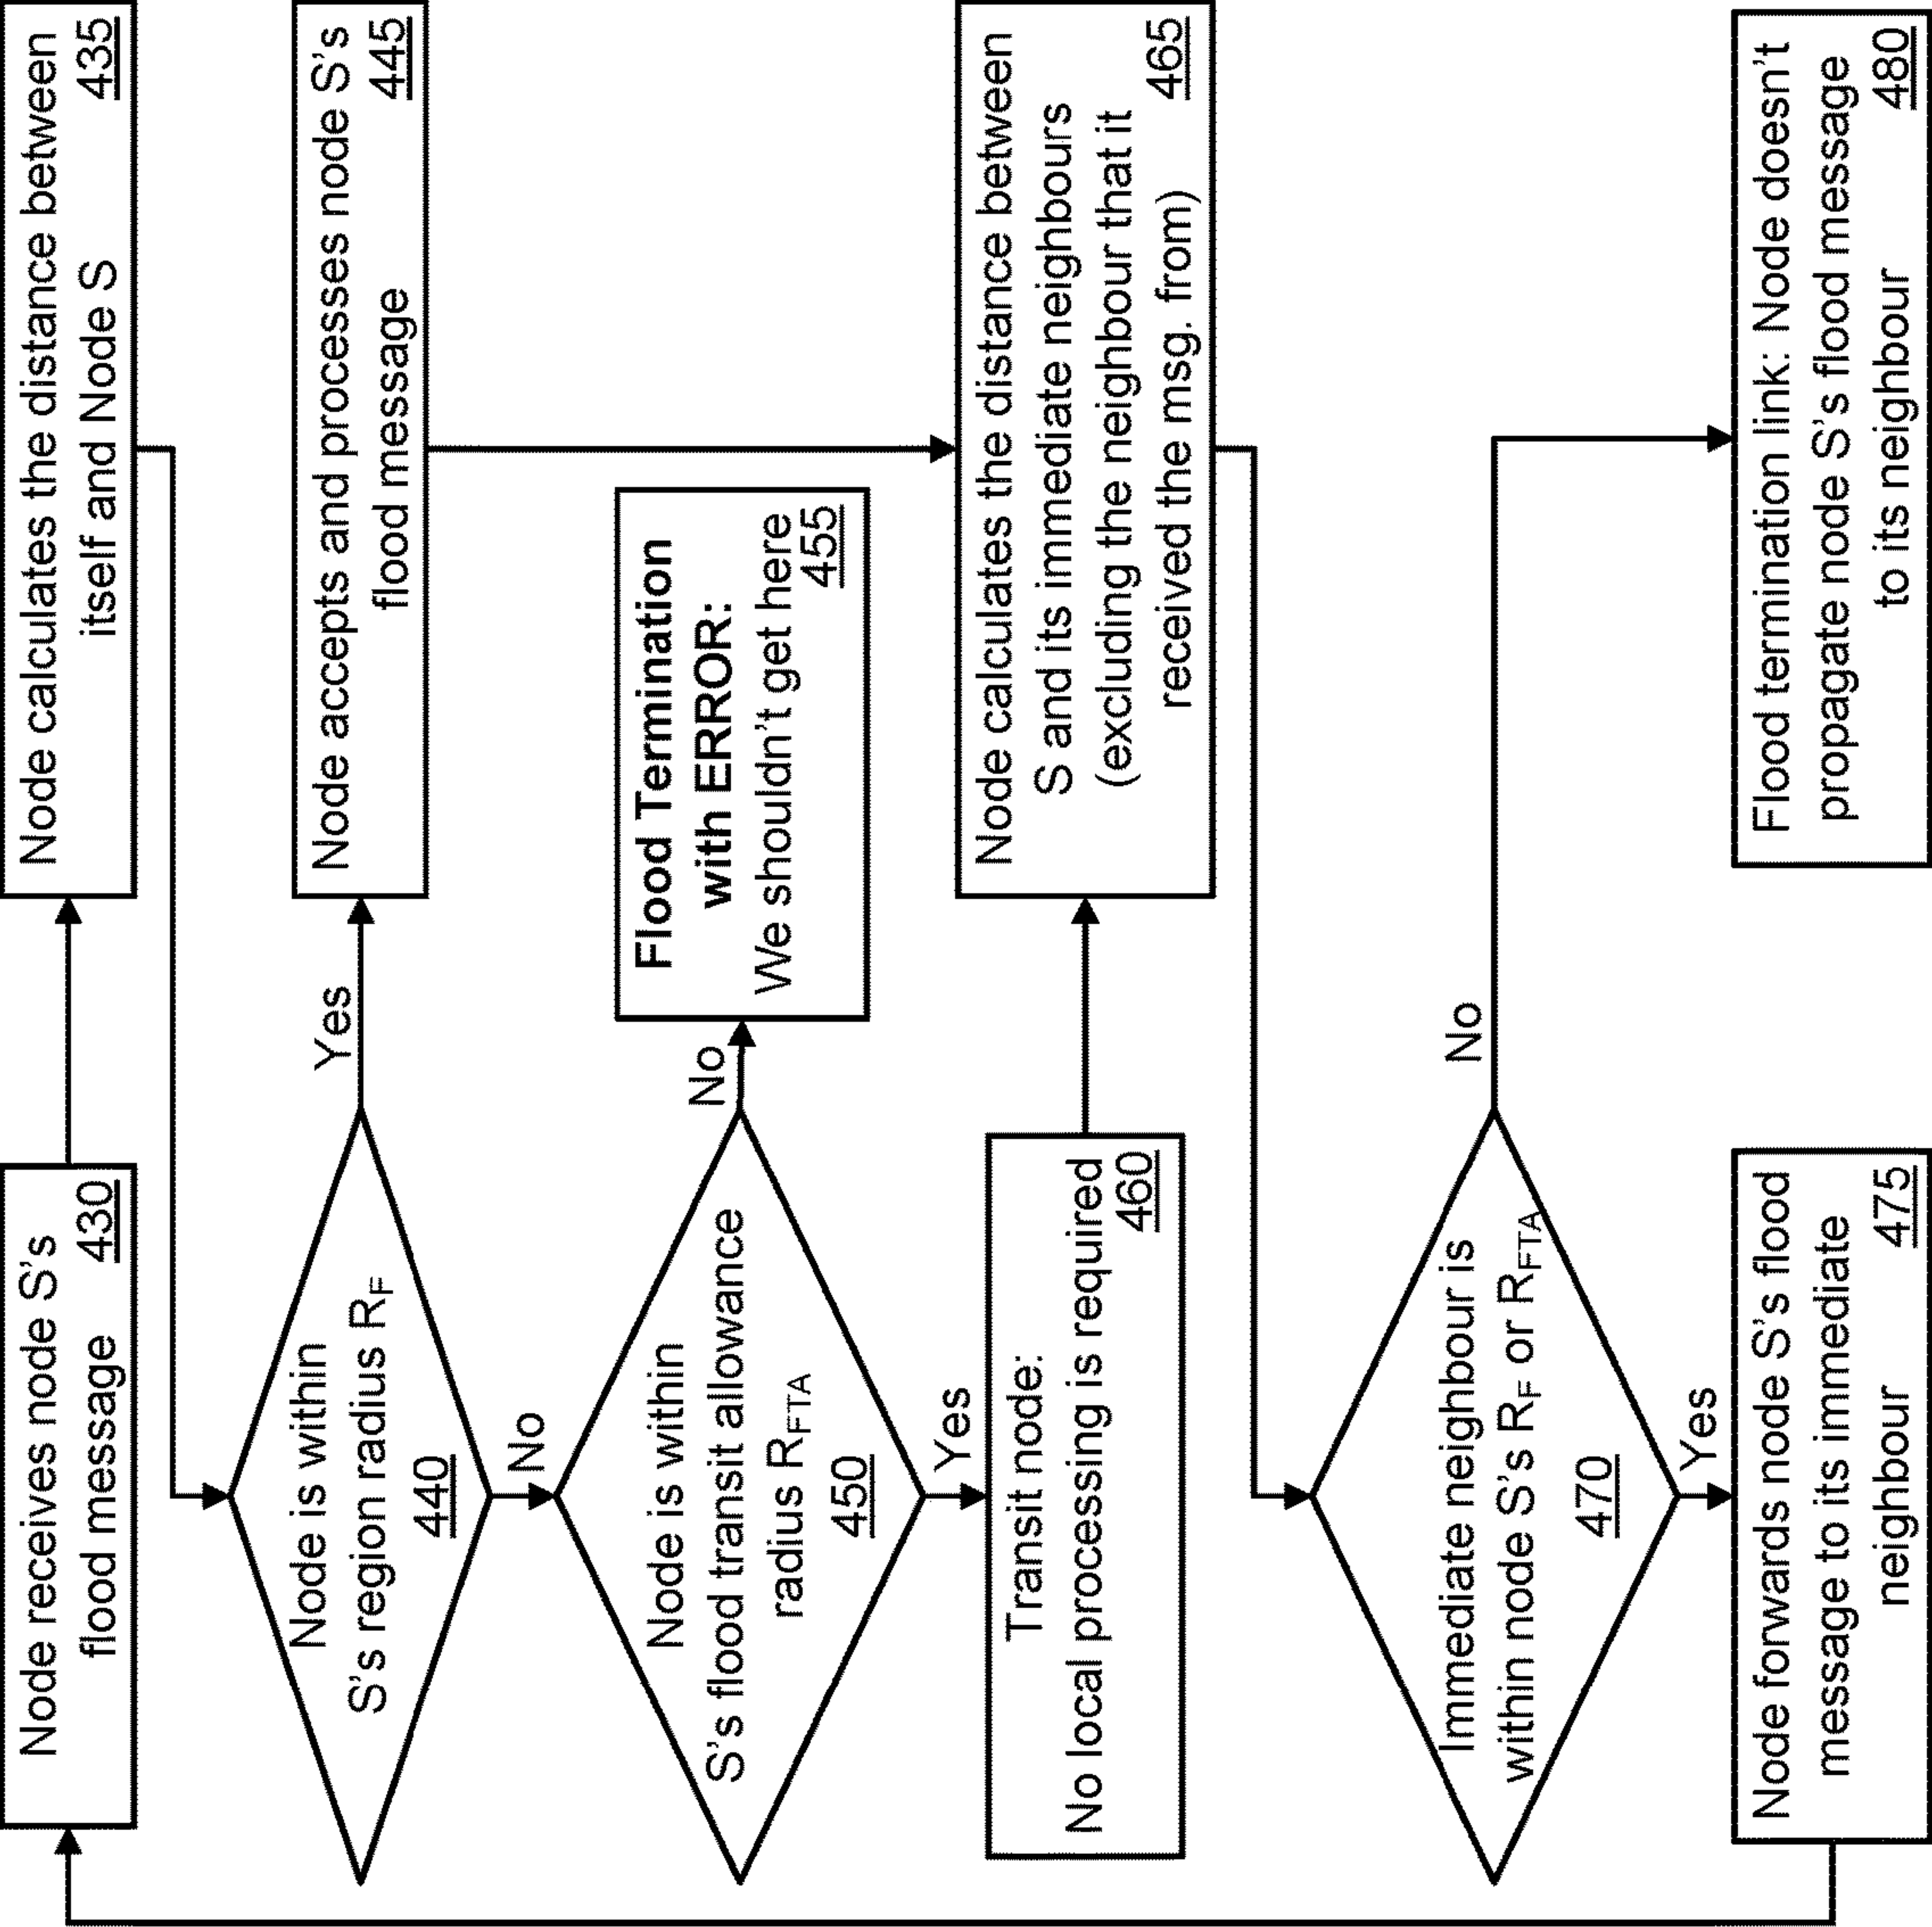 Node receives node S's
flood message
430
Node calculates the distance between
itself and Node S
435
Node is within
S's region radius RF
440
Yes
Node accepts and processes node S's
flood message
445
No
Node is within
S's flood transit allowance
radius RFTA
450
No
Flood Termination
with ERROR:
We shouldn't get here
455
Yes
Transit node:
No local processing is required
460
Node calculates the distance between
S and its immediate neighbours
(excluding the neighbour that it
received the msg. from)
465
Immediate neighbour is
within node S's RF or RFTA
470
No
Yes
Node forwards node S's flood
message to its immediate
neighbour
475
Flood termination link: Node doesn't
propagate node S's flood message
to its neighbour
480